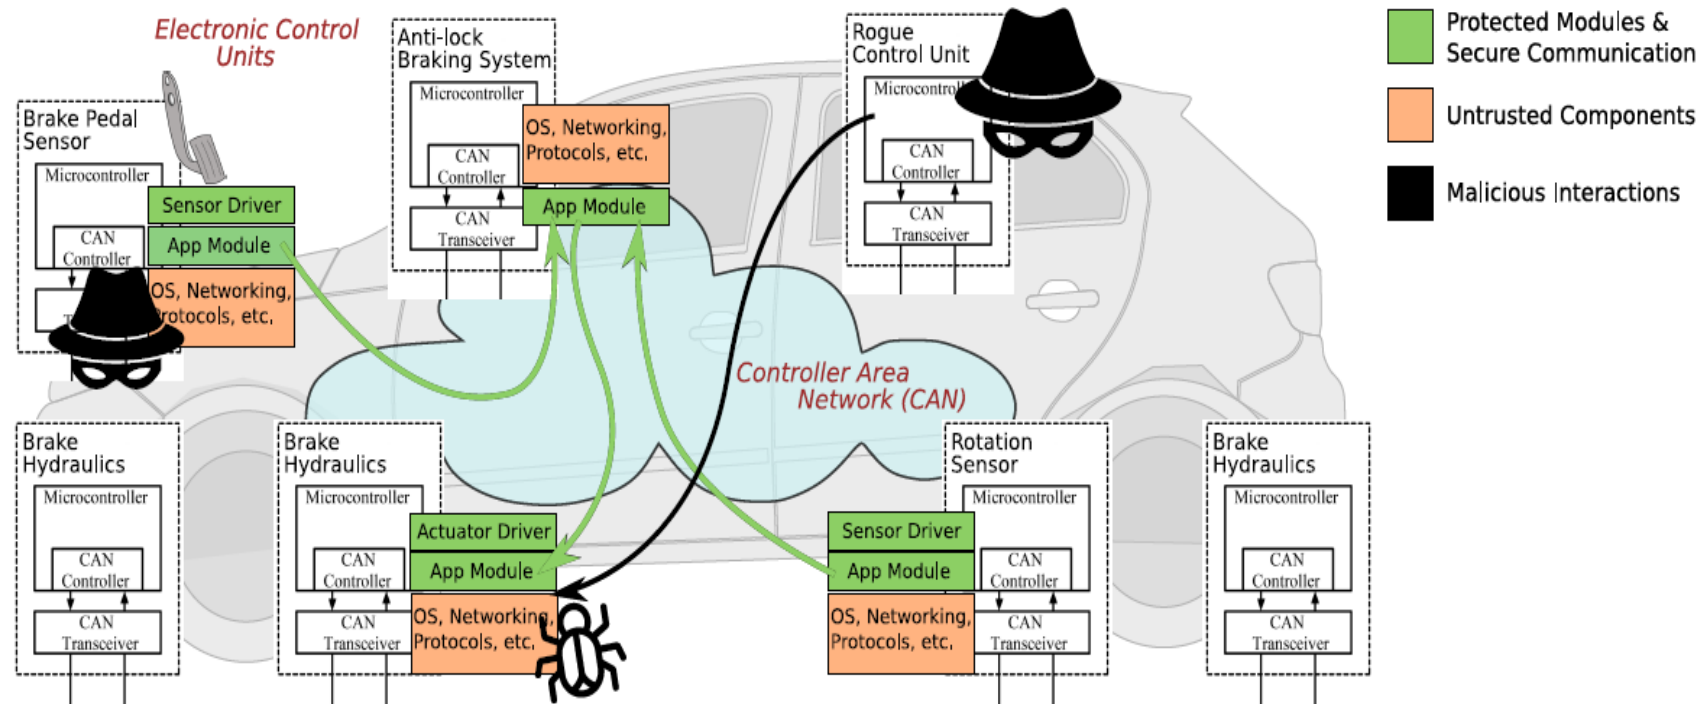 Electronic Control
Units
Brake Pedal
Sensor
Microcontroller
CAN
Controller
Sensor Driver
App Module
OS, Networking,
rotocols, etc.
T
Anti-lock
Braking System
Microcontroller
CAN
Controller
CAN
Transceiver
OS, Networking,
Protocols, etc.
App Module
Rogue
Control Unit
Microcontrol
CAN
Controller
CAN
Transceiver
Protected Modules &
Secure Communication
Untrusted Components
Malicious Interactions
Controller Area
Network (CAN)
Brake
Hydraulics
Microcontroller
CAN
Controller
CAN
Transceiver
Brake
Hydraulics
Microcontroller
CAN
Controller
CAN
Transceiver
Actuator Driver
App Module
OS, Networking,
Protocols, etc.
Sensor Driver
App Module
OS, Networking,
Protocols, etc.
Rotation
Sensor
Microcontroller
CAN
Controller
CAN
Transceiver
Brake
Hydraulics
Microcontroller
CAN
Controller
CAN
Transceiver